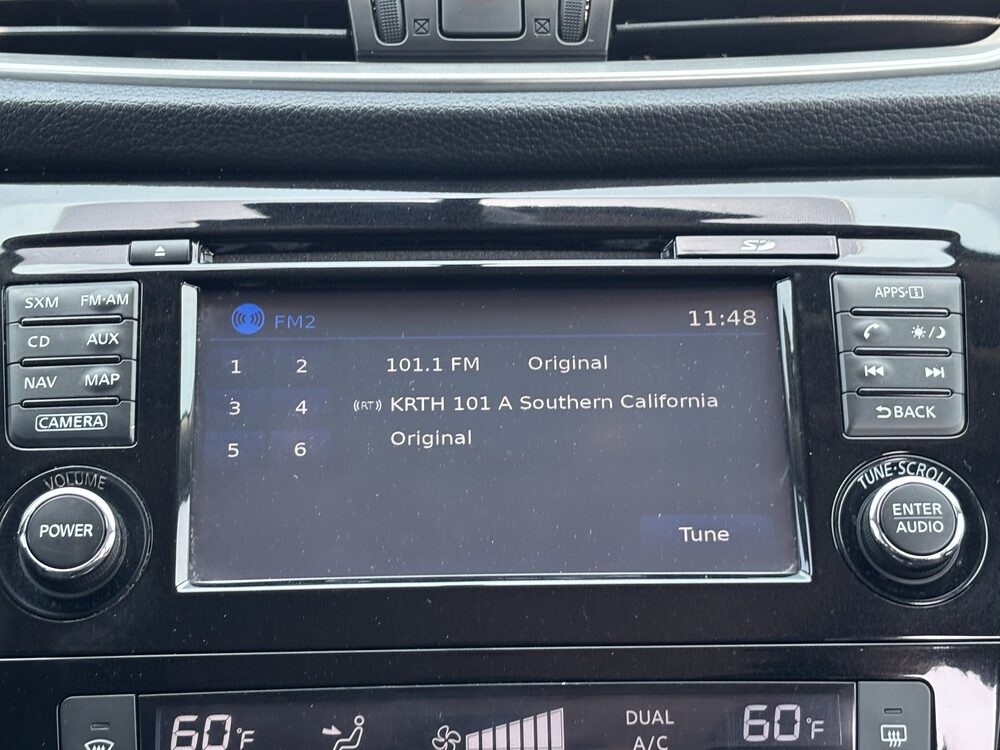 SD
SXM FM·AM
CD AUX
NAV MAP
CAMERA
VOLUME
POWER
FM2 11:48
1 2 101.1 FM Original
3 4 ((RT)) KRTH 101 A Southern California
5 6 Original
Tune
APPS·i
BACK
TUNE·SCROLL
ENTER
AUDIO
60°F
DUAL
A/C
60°F